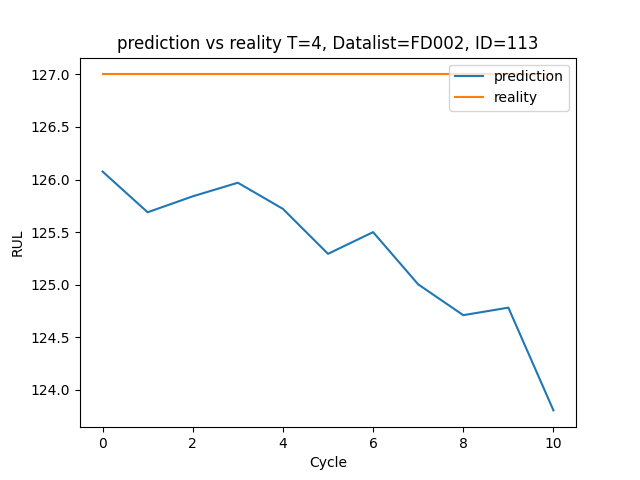 prediction vs reality T=4, Datalist=FD002, ID=113
127.0
126.5
126.0
125.5
125.0
124.5
124.0
RUL
prediction
reality
0 2 4 6 8 10
Cycle